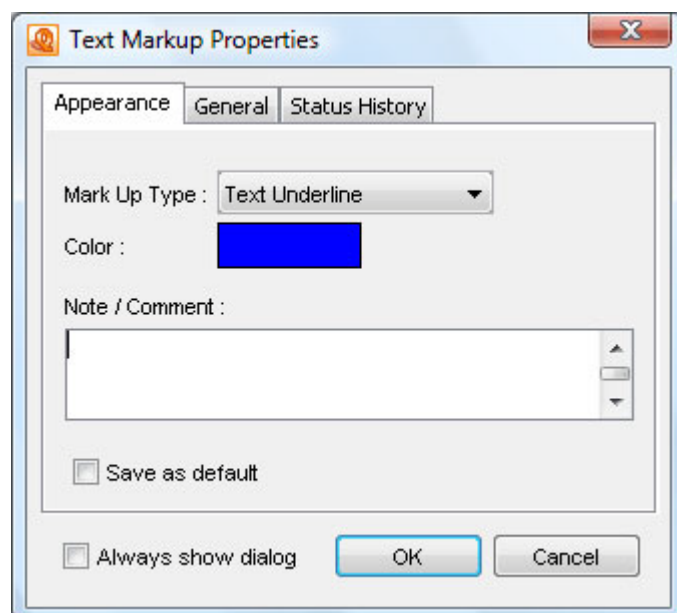 Text Markup Properties
Appearance General Status History
Mark Up Type : Text Underline
Color :
Note / Comment :
Save as default
Always show dialog OK Cancel